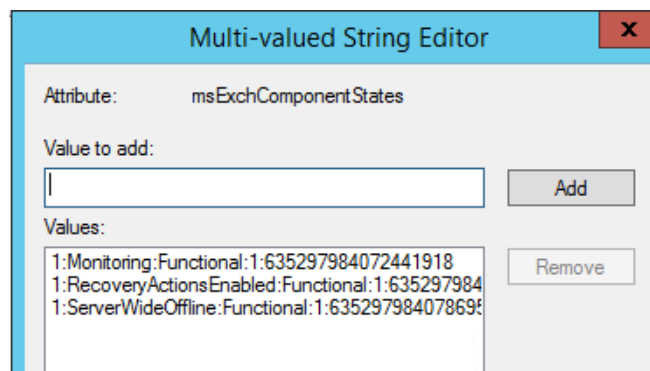 Multi-valued String Editor
x
Attribute: msExchComponentStates
Value to add:
Add
Values:
1:Monitoring:Functional:1:635297984072441918
Remove
1:RecoveryActionsEnabled:Functional:1:635297984
1:ServerWideOffline:Functional:1:635297984078695